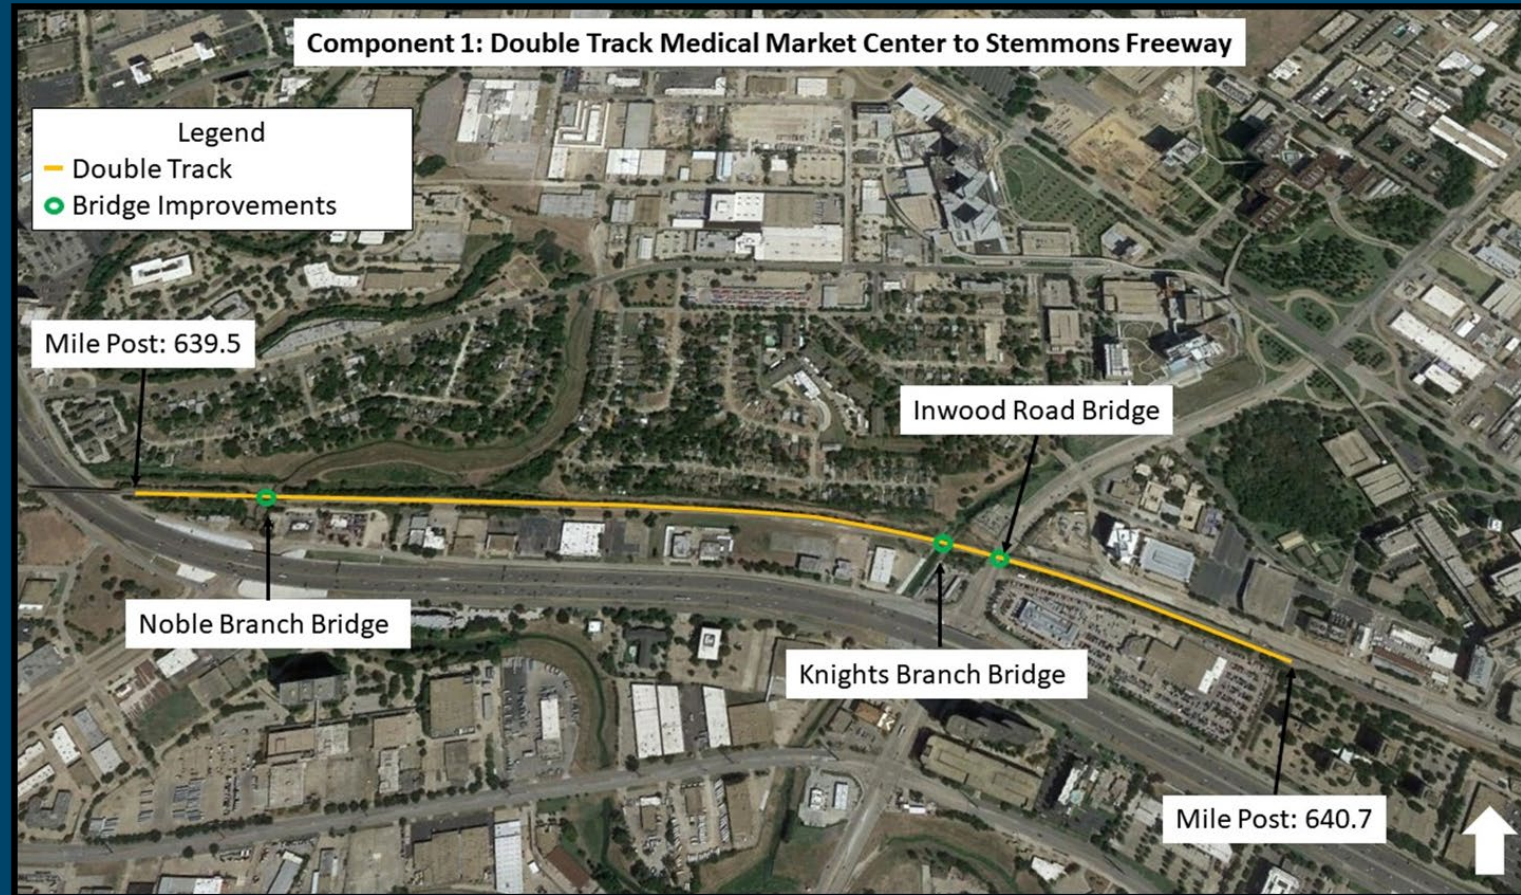 Component 1: Double Track Medical Market Center to Stemmons Freeway
Legend
Double Track
Bridge Improvements
Mile Post: 639.5
Inwood Road Bridge
Noble Branch Bridge
Knights Branch Bridge
Mile Post: 640.7